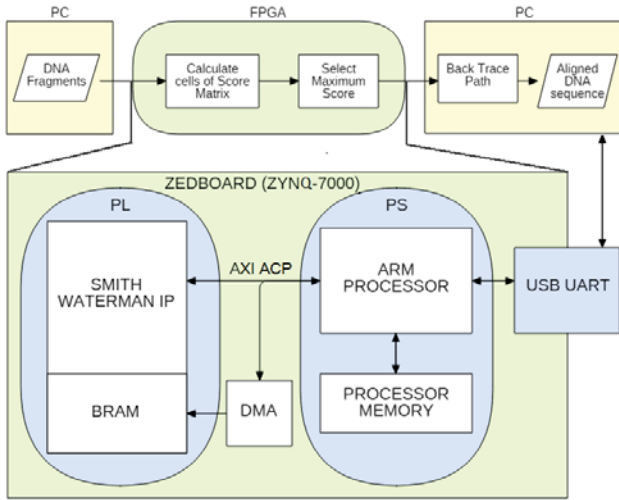 PC
FPGA
PC
DNA
Fragments
Calculate
cells of Score
Matrix
Select
Maximum
Score
Back Trace
Path
Aligned
DNA
sequence
ZEDBOARD (ZYNQ-7000)
PL
PS
SMITH
WATERMAN IP
AXI ACP
ARM
PROCESSOR
USB UART
BRAM
DMA
PROCESSOR
MEMORY